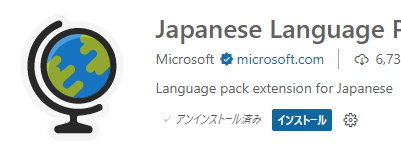 Japanese Language
Microsoft microsoft.com 6,73
Language pack extension for Japanese
アンインストール済み インストール